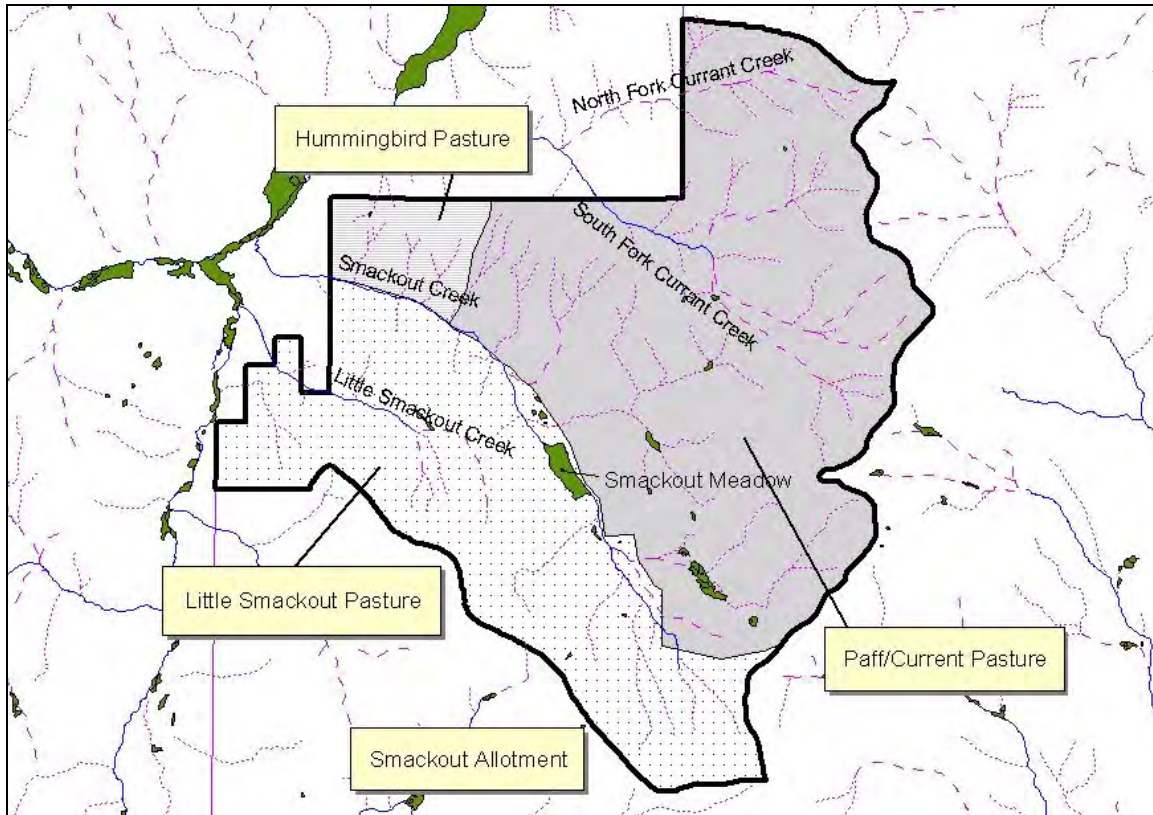 North Fork Currant Creek
Hummingbird Pasture
South Fork Currant Creek
Smackout Creek
Little Smackout Creek
Smackout Meadow
Little Smackout Pasture
Paff/Current Pasture
Smackout Allotment